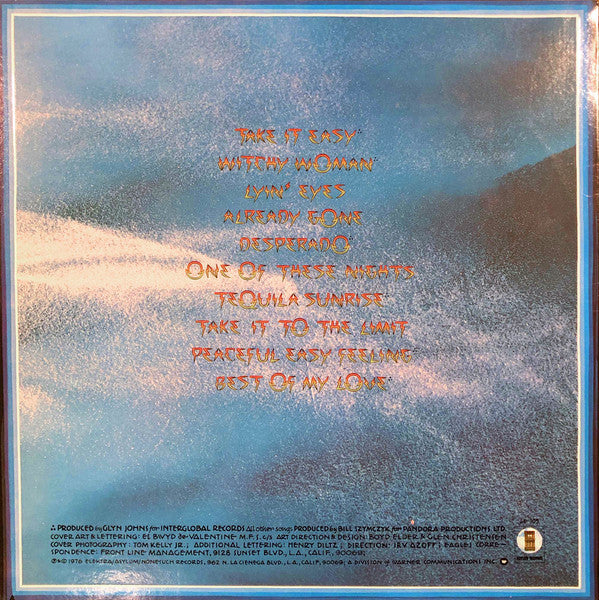 TAKE IT EASY∴
WITCHY WOMAN∴
LYIN' EYES
ALREADY GONE
DESPERADO∴
ONE OF THESE NIGHTS
TEQUILA SUNRISE∴
TAKE IT TO THE LIMIT
PEACEFUL EASY FEELING∴
BEST OF MY LOVE∴
∴ PRODUCED by GLYN JOHNS for INTERGLOBAL RECORDS All other songs PRODUCED by BILL SZYMCZYK for PANDORA PRODUCTIONS LTD.
COVER ART & LETTERING: EL BWYD de-VALENTINE-M.F.S. c/s ART DIRECTION & DESIGN: BOYD ELDER & GLEN CHRISTENSEN
COVER PHOTOGRAPHY: TOM KELLY JR.; ADDITIONAL LETTERING: HENRY DILTZ; DIRECTION: IRV AZOFF; EAGLES CORRE-
SPONDENCE: FRONT LINE MANAGEMENT, 9128 SUNSET BLVD., L.A., CALIF. 90069;
℗©1976 ELEKTRA/ASYLUM/NONESUCH RECORDS, 962 N. LA CIENEGA BLVD., L.A., CALIF. 90069; A DIVISION OF WARNER COMMUNICATIONS INC.